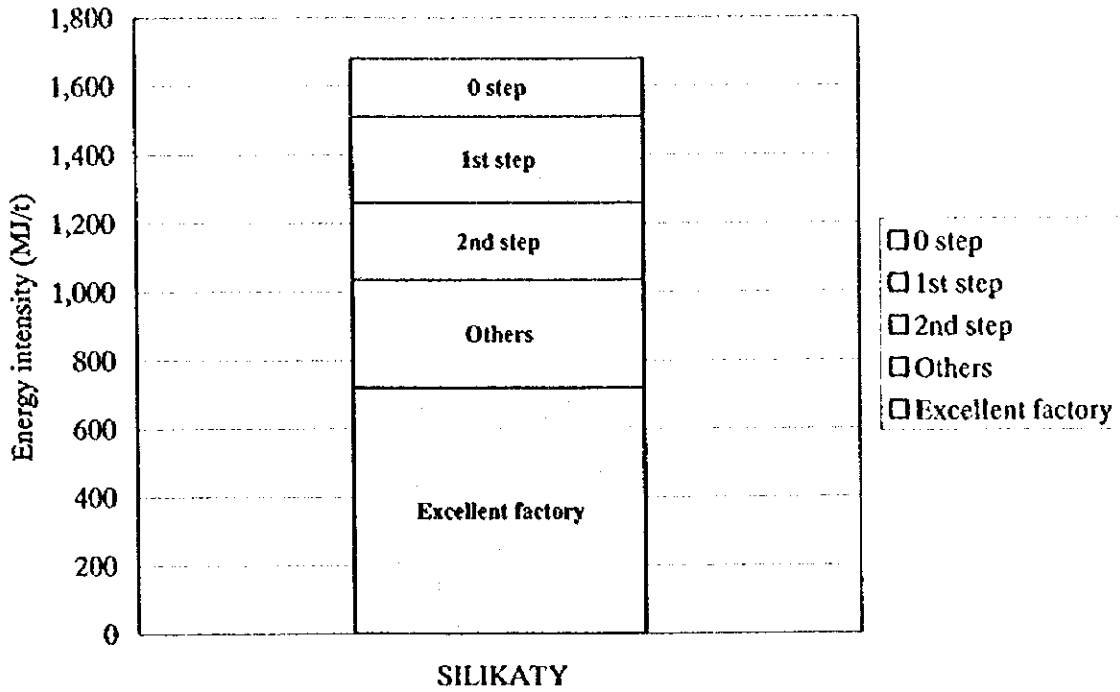 1,800
1,600
1,400
1,200
1,000
800
600
400
200
0
Energy intensity (MJ/t)
0 step
1st step
2nd step
Others
Excellent factory
SILIKATY
0 step
1st step
2nd step
Others
Excellent factory